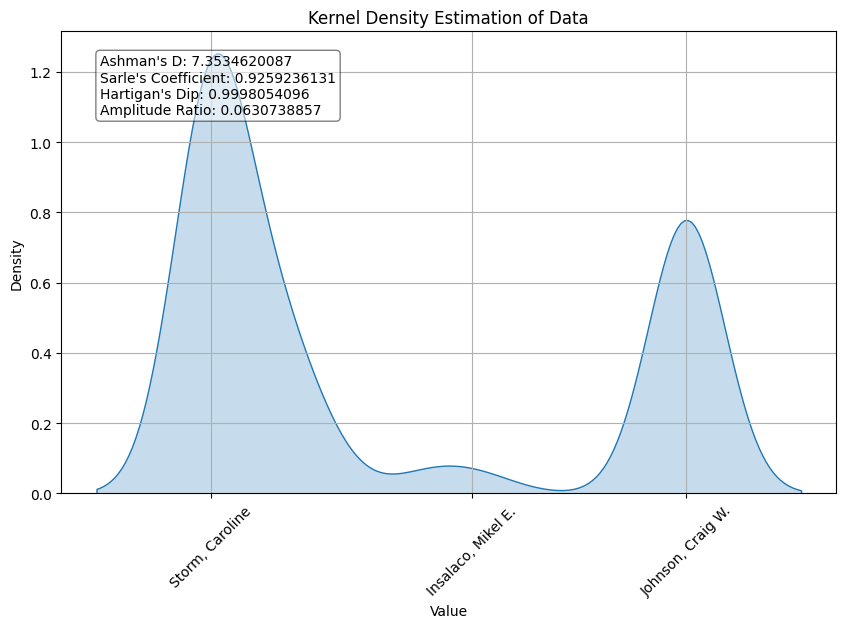 Kernel Density Estimation of Data
Ashman's D: 7.3534620087
Sarle's Coefficient: 0.9259236131
Hartigan's Dip: 0.9998054096
Amplitude Ratio: 0.0630738857
Density
1.2
1.0
0.8
0.6
0.4
0.2
0.0
Storm, Caroline
Insalaco, Mikel E.
Johnson, Craig W.
Value